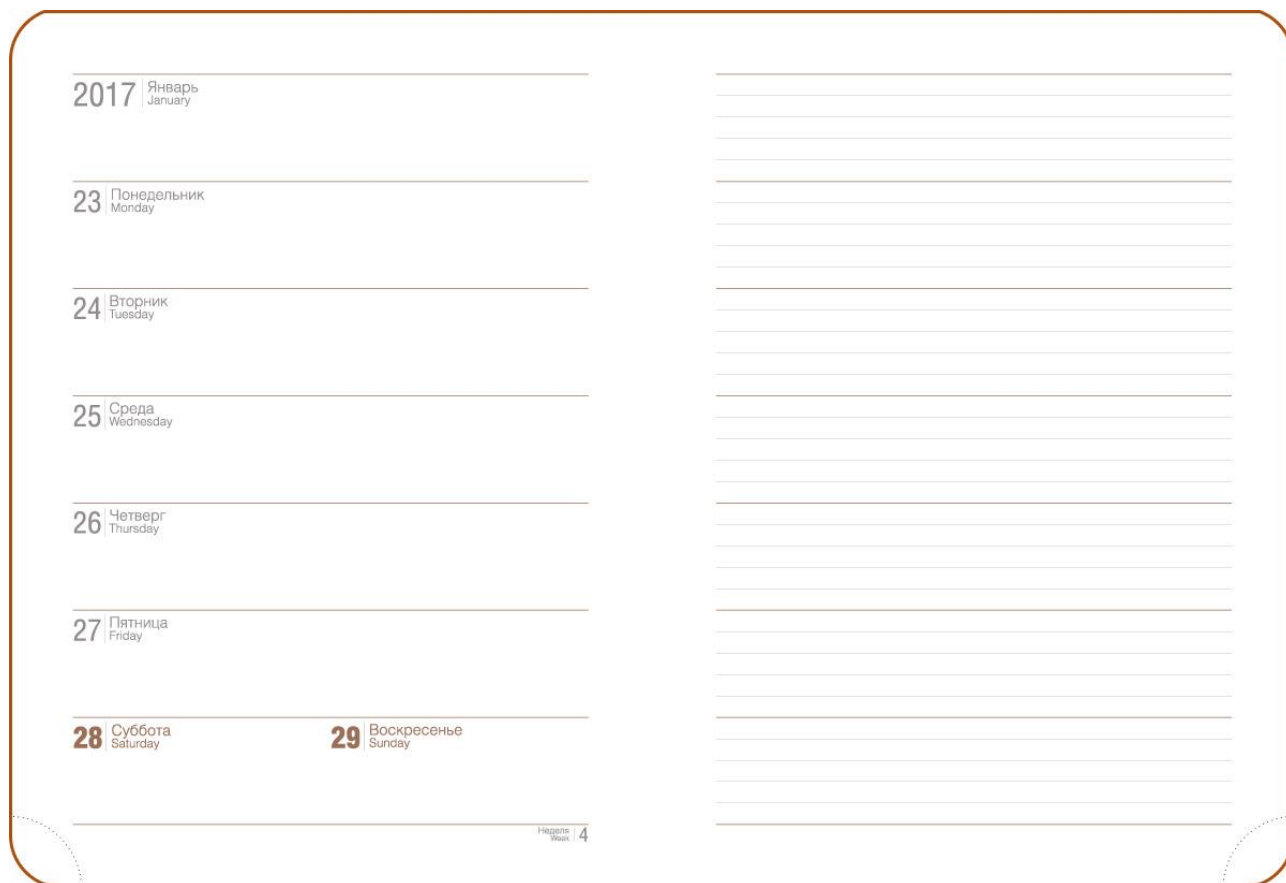 2017 Январь
January
23 Понедельник
Monday
24 Вторник
Tuesday
25 Среда
Wednesday
26 Четверг
Thursday
27 Пятница
Friday
28 Суббота
Saturday
29 Воскресенье
Sunday
Неделя
Week 4